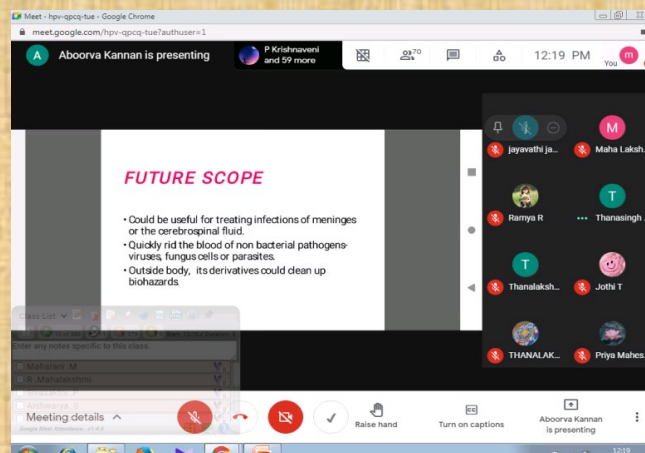 Meet - hpv-qpcq-tue - Google Chrome
meet.google.com/hpv-qpcq-tue?authuser=1
A Aboorva Kannan is presenting
P Krishnaveni
and 59 more
70
12:19 PM
You m
FUTURE SCOPE
• Could be useful for treating infections of meninges
or the cerebrospinal fluid.
• Quickly rid the blood of non bacterial pathogens-
viruses, fungus cells or parasites.
• Outside body, its derivatives could clean up
biohazards.
M
jayavathi ja...
Maha Laksh...
T
Ramya R
Thanasingh
T
Thanalaksh...
Jothi T
THANALAK...
Priya Mahes...
Class List
Enter any notes specific to this class.
Maharani M
R Mahalakshmi
Meeting details
Raise hand
Turn on captions
Aboorva Kannan
is presenting
17:19